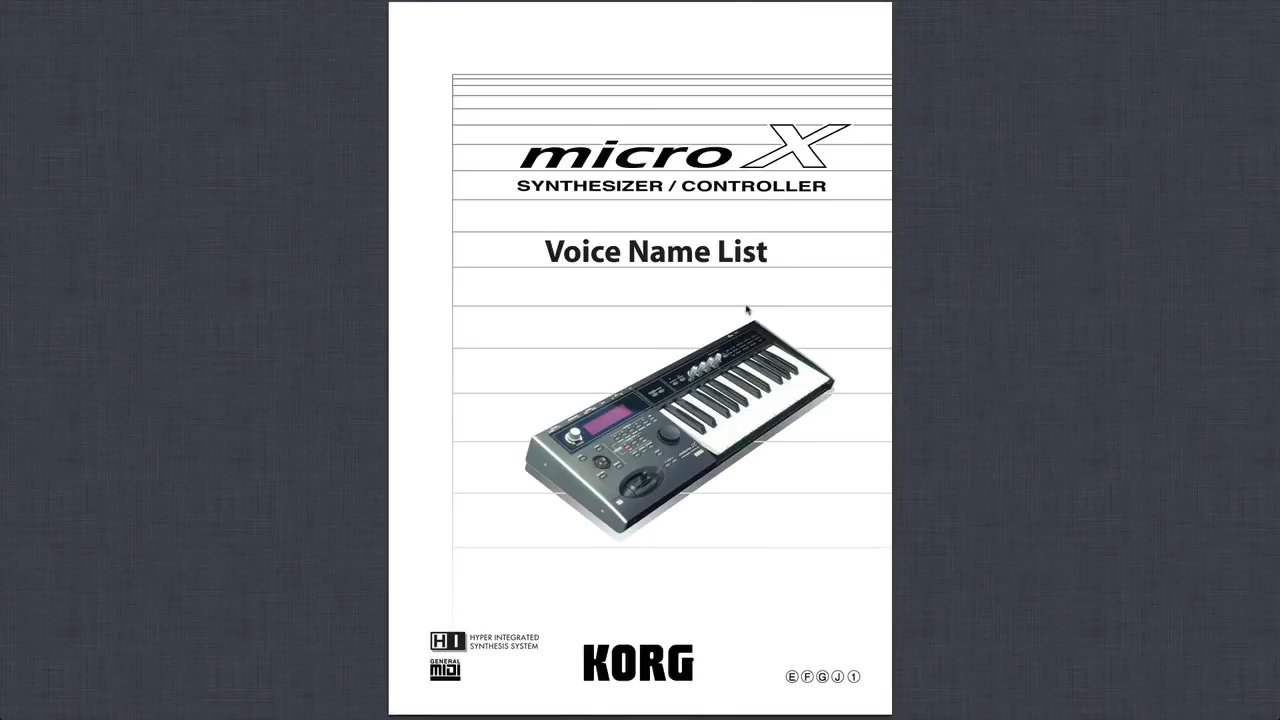 micro X
SYNTHESIZER / CONTROLLER
Voice Name List
HI HYPER INTEGRATED
SYNTHESIS SYSTEM
GENERAL
MIDI
KORG
Ⓔ Ⓕ Ⓖ Ⓙ ①